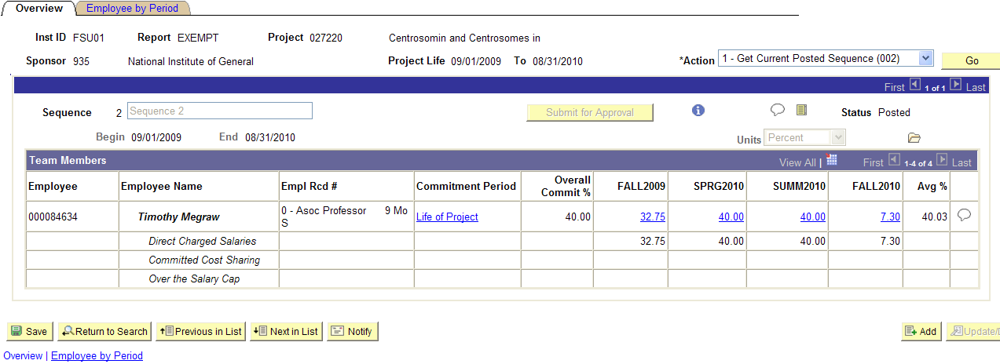 Overview Employee by Period
Inst ID FSU01 Report EXEMPT Project 027220 Centrosomin and Centrosomes in
Sponsor 935 National Institute of General Project Life 09/01/2009 To 08/31/2010 *Action 1 - Get Current Posted Sequence (002) Go
First 1 of 1 Last
Sequence 2 Sequence 2 Submit for Approval Status Posted
Begin 09/01/2009 End 08/31/2010 Units Percent
Team Members View All | First 1-4 of 4 Last
Employee Employee Name Empl Rcd # Commitment Period Overall Commit % FALL2009 SPRG2010 SUMM2010 FALL2010 Avg %
000084634 Timothy Megraw 0 - Asoc Professor 9 Mo S Life of Project 40.00 32.75 40.00 40.00 7.30 40.03
Direct Charged Salaries 32.75 40.00 40.00 7.30
Committed Cost Sharing
Over the Salary Cap
Save Return to Search Previous in List Next in List Notify Add
Overview | Employee by Period